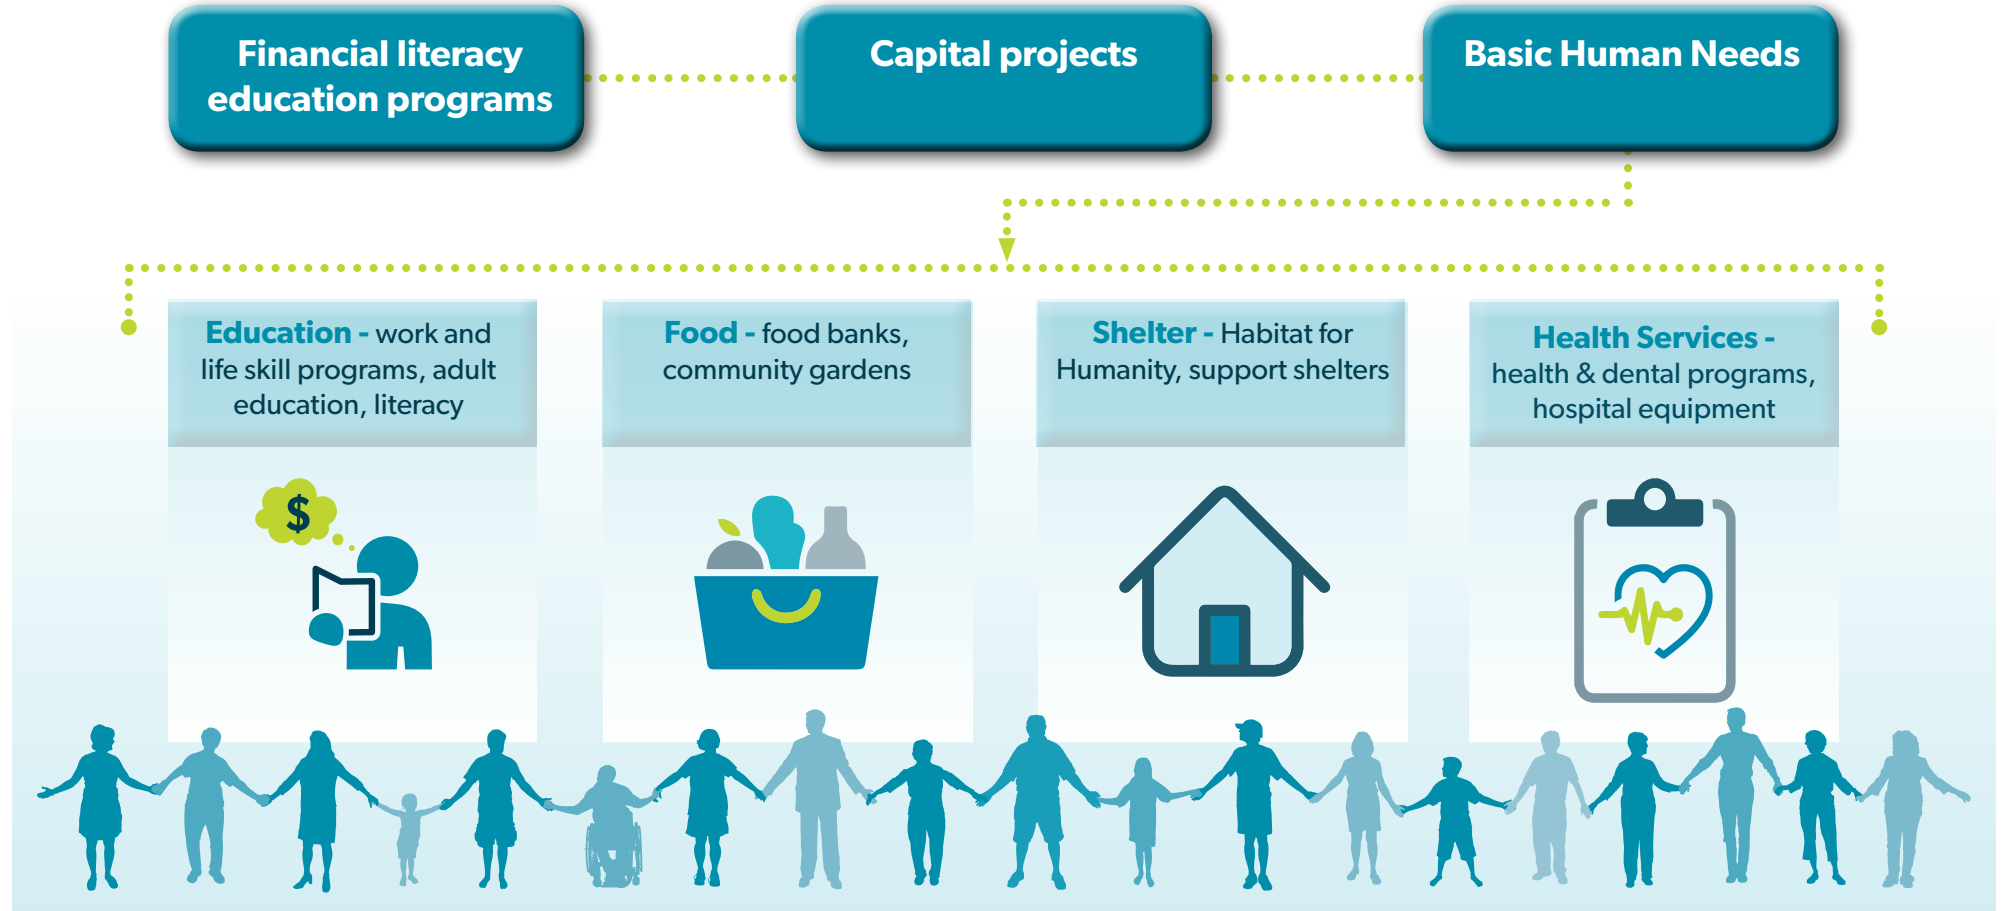 Financial literacy
education programs
Capital projects
Basic Human Needs
Education - work and
life skill programs, adult
education, literacy
Food - food banks,
community gardens
Shelter - Habitat for
Humanity, support shelters
Health Services -
health & dental programs,
hospital equipment
$